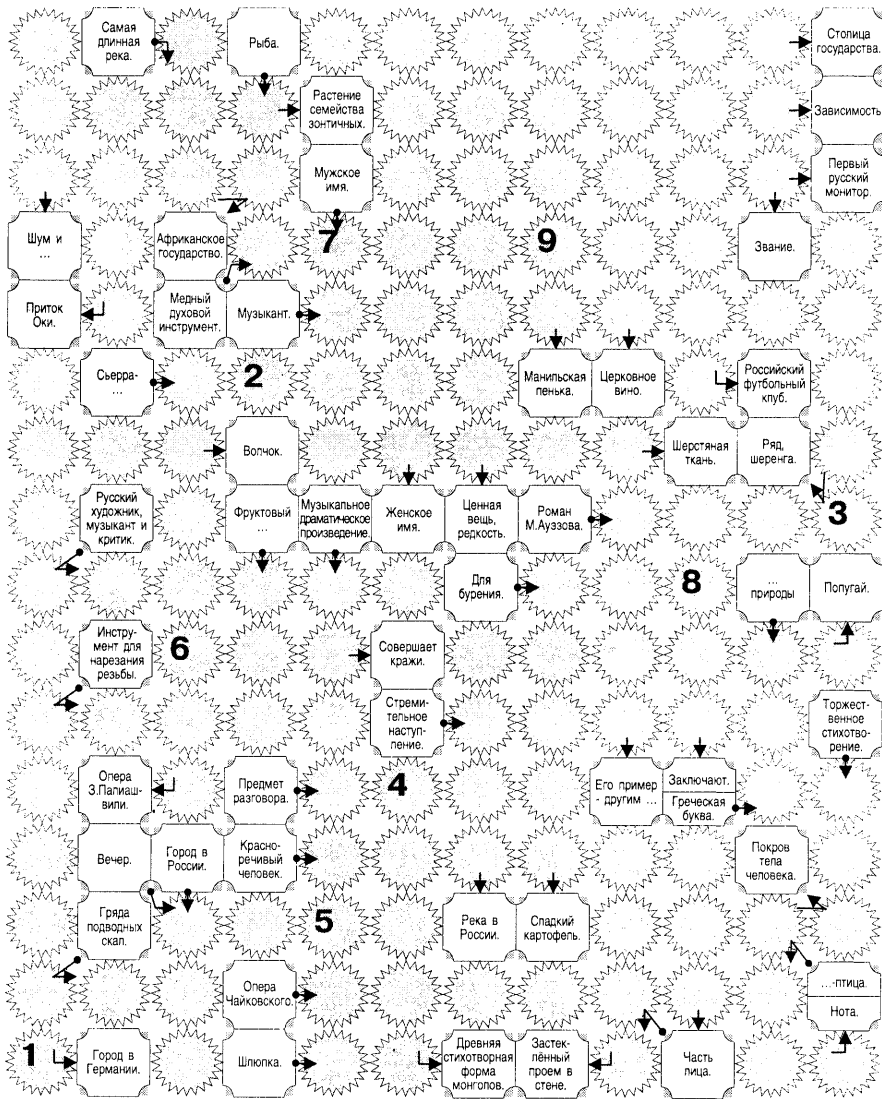 Самая
длинная
река.
Рыба.
Столица
государства.
Растение
семейства
зонтичных.
Зависимость.
Мужское
имя.
Первый
русский
монитор.
Шум и
...
Африканское
государство.
7
9
Звание.
Приток
Оки.
Медный
духовой
инструмент.
Музыкант.
Сьерра-
...
2
Манильская
пенька.
Церковное
вино.
Российский
футбольный
клуб.
Волчок.
Шерстяная
ткань.
Ряд,
шеренга.
Русский
художник,
музыкант и
критик.
Фруктовый
...
Музыкальное
драматическое
произведение.
Женское
имя.
Ценная
вещь,
редкость.
Роман
М.Ауззова.
3
Для
бурения.
8
...
природы
Попугай.
Инстру-
мент для
нарезания
резьбы.
6
Совершает
кражи.
Стреми-
тельное
наступ-
ление.
Торжест-
венное
стихотво-
рение.
Опера
З.Палиаш-
вили.
Предмет
разговора.
4
Его пример
- другим ...
Заключают.
Греческая
буква.
Вечер.
Город в
России.
Красно-
речивый
человек.
Покров
тела
человека.
Гряда
подводных
скал.
5
Река в
России.
Сладкий
картофель.
Опера
Чайковского.
...-птица.
Нота.
1
Город в
Германии.
Шлюпка.
Древняя
стихотворная
форма
монголов.
Застек-
лённый
проем в
стене.
Часть
лица.